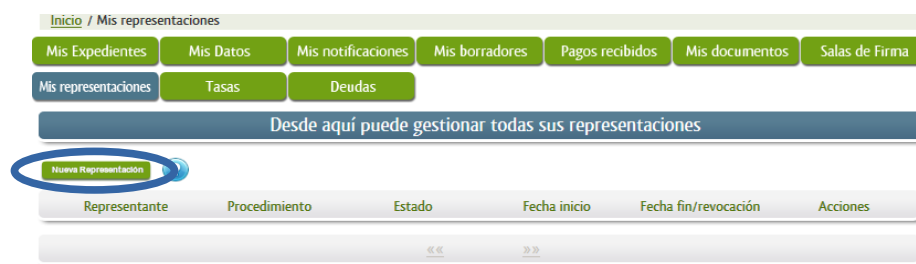 Inicio / Mis representaciones
Mis Expedientes Mis Datos Mis notificaciones Mis borradores Pagos recibidos Mis documentos Salas de Firma
Mis representaciones Tasas Deudas
Desde aquí puede gestionar todas sus representaciones
Nueva Representación
Representante Procedimiento Estado Fecha inicio Fecha fin/revocación Acciones
«« »»